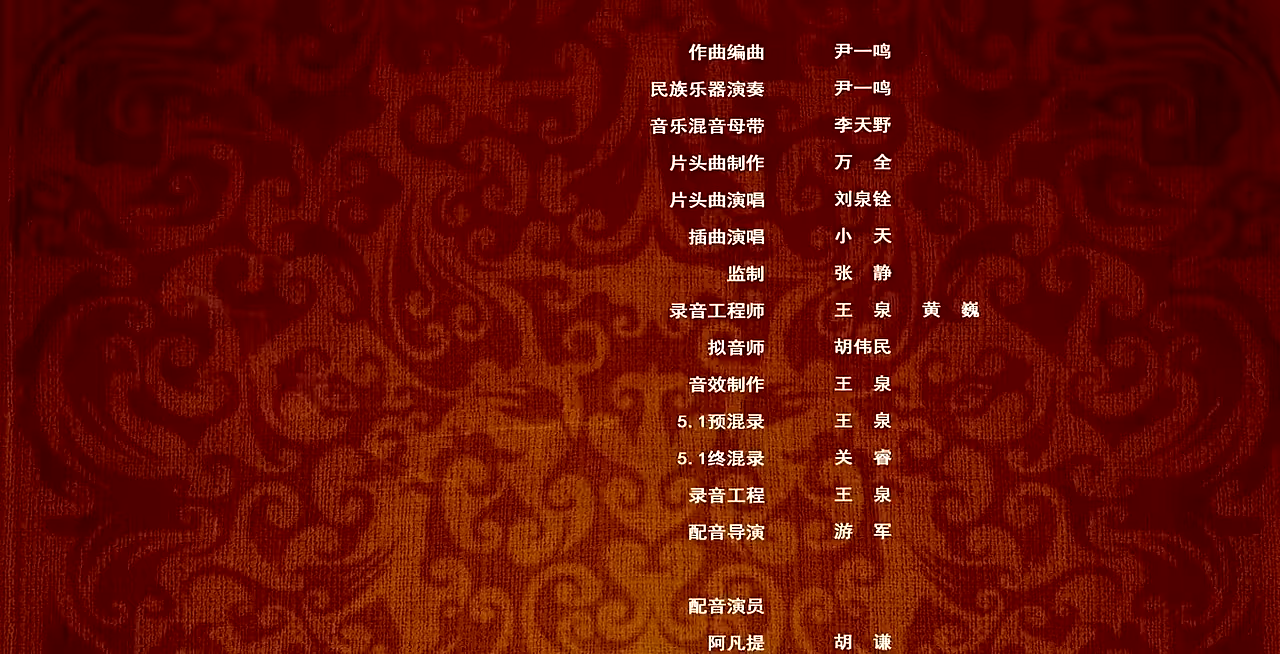 作曲编曲 尹一鸣
民族乐器演奏 尹一鸣
音乐混音母带 李天野
片头曲制作 万 全
片头曲演唱 刘泉铨
插曲演唱 小 天
监制 张 静
录音工程师 王 泉 黄 巍
拟音师 胡伟民
音效制作 王 泉
5.1预混录 王 泉
5.1终混录 关 睿
录音工程 王 泉
配音导演 游 军
配音演员
阿凡提 胡 谦